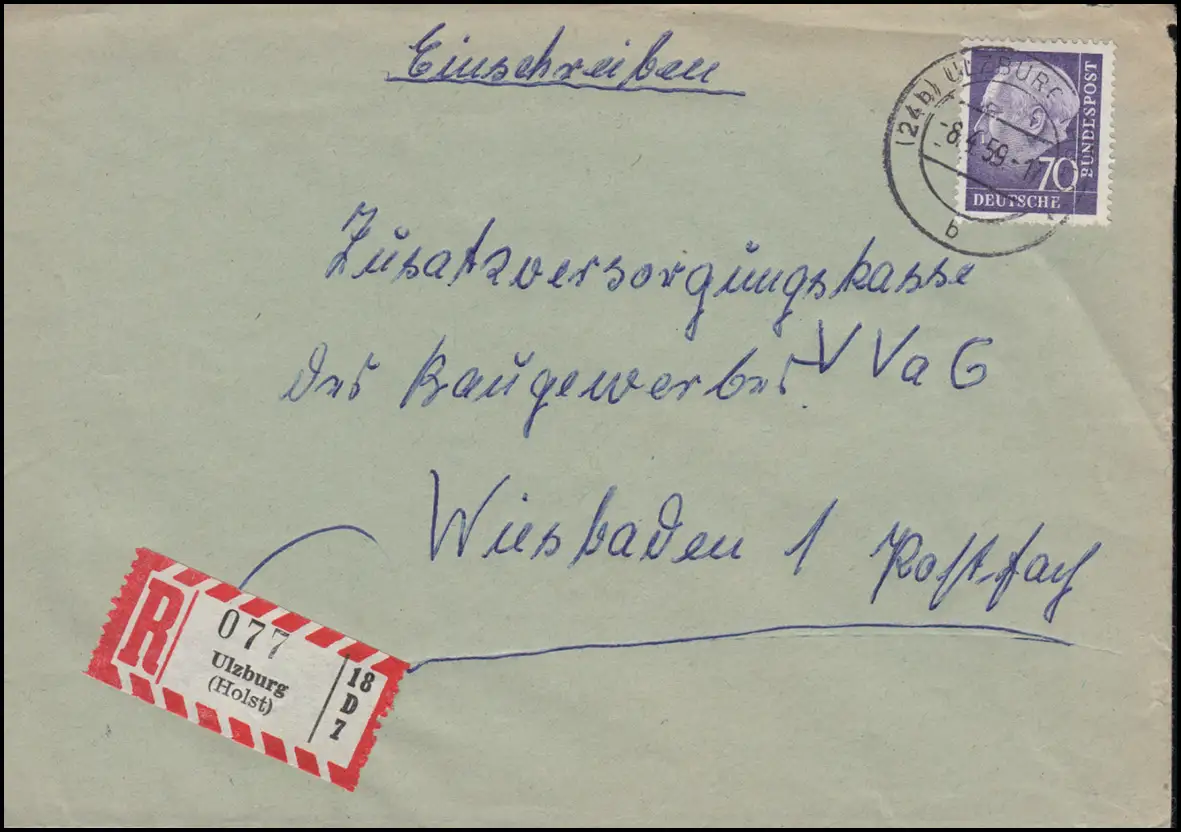 Einschreiben
(24b) ULZBURG
-8.4.59.-17
b
70
DEUTSCHE
BUNDESPOST
Zusatzversorgungskasse
des Baugewerbes VVaG
Wiesbaden 1 Postfach
R
077
Ulzburg
(Holst)
18
D
7